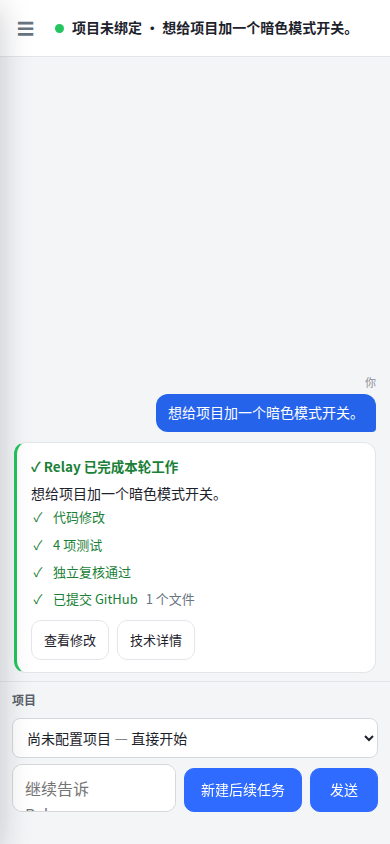 项目未绑定 · 想给项目加一个暗色模式开关。
你
想给项目加一个暗色模式开关。
✓ Relay 已完成本轮工作
想给项目加一个暗色模式开关。
✓ 代码修改
✓ 4 项测试
✓ 独立复核通过
✓ 已提交 GitHub 1 个文件
查看修改 技术详情
项目
尚未配置项目 — 直接开始
继续告诉 新建后续任务 发送